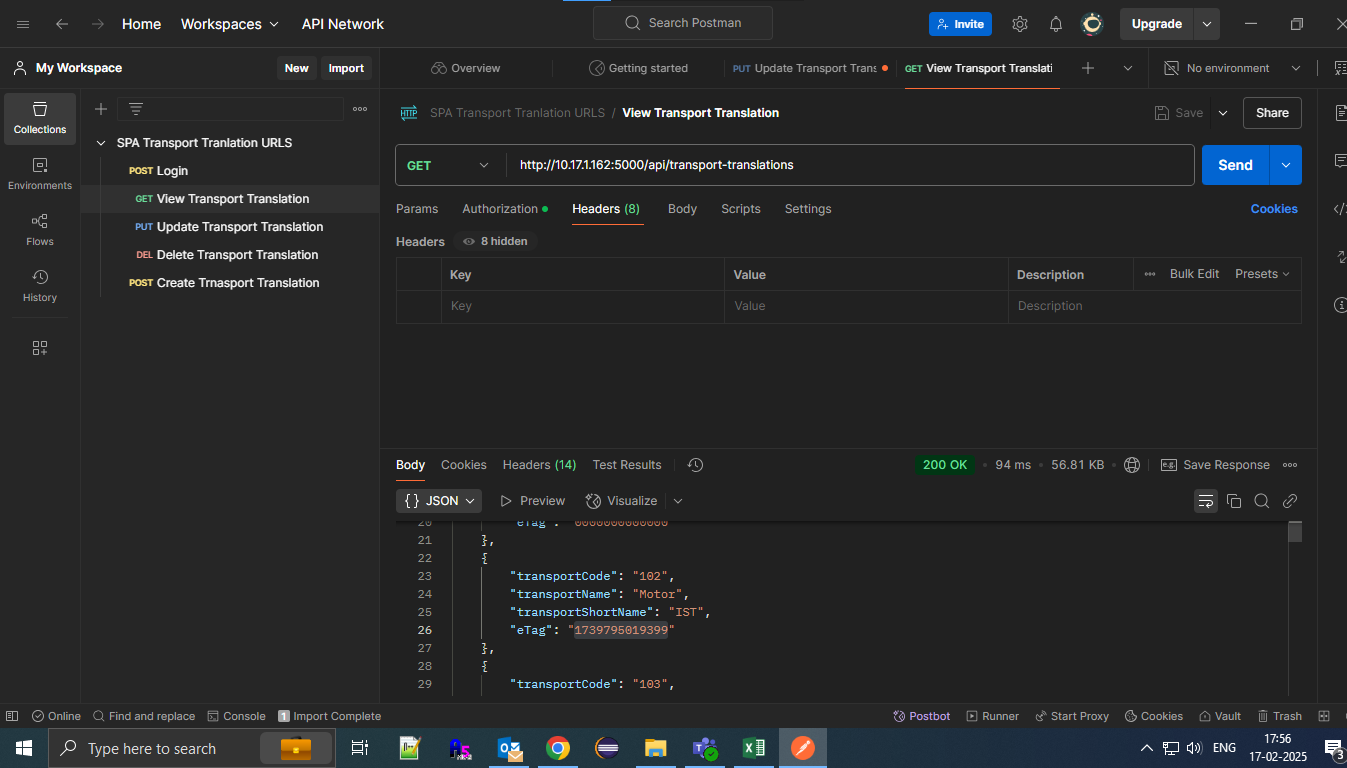 Home Workspaces API Network Search Postman Invite Upgrade
My Workspace New Import Overview Getting started PUT Update Transport Trans GET View Transport Translati No environment
Collections
Environments
Flows
History
SPA Transport Tranlation URLS
POST Login
GET View Transport Translation
PUT Update Transport Translation
DEL Delete Transport Translation
POST Create Trnasport Translation
HTTP SPA Transport Tranlation URLS / View Transport Translation Save Share
GET http://10.17.1.162:5000/api/transport-translations Send
Params Authorization Headers (8) Body Scripts Settings Cookies
Headers 8 hidden
Key Value Description Bulk Edit Presets
Key Value Description
Body Cookies Headers (14) Test Results 200 OK 94 ms 56.81 KB e.g. Save Response
{} JSON Preview Visualize
20 "eTag": "0000000000000"
21 },
22 {
23 "transportCode": "102",
24 "transportName": "Motor",
25 "transportShortName": "IST",
26 "eTag": "1739795019399"
27 },
28 {
29 "transportCode": "103",
Online Find and replace Console 1 Import Complete Postbot Runner Start Proxy Cookies Vault Trash
Type here to search ENG 17:56
17-02-2025 3